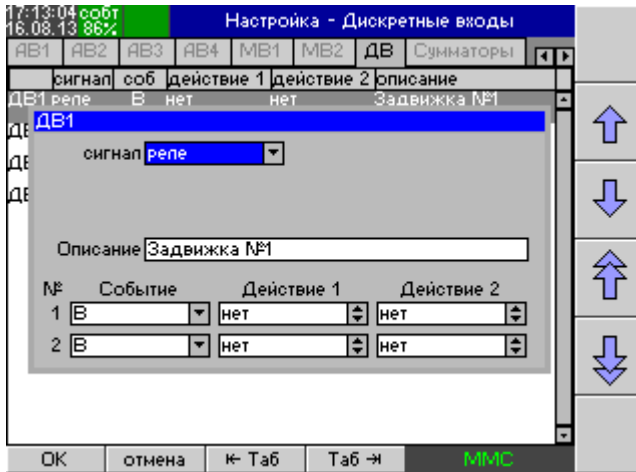 17:13:04 собт Настройка - Дискретные входы
16.08.13 86%
АВ1 АВ2 АВ3 АВ4 МВ1 МВ2 ДВ Сумматоры
сигнал соб действие 1 действие 2 описание
ДВ1 реле В нет нет Задвижка №1
ДВ1
сигнал реле
Описание Задвижка №1
№ Событие Действие 1 Действие 2
1 В нет нет
2 В нет нет
ОК отмена ⇤ Таб Таб ⇥ ММС